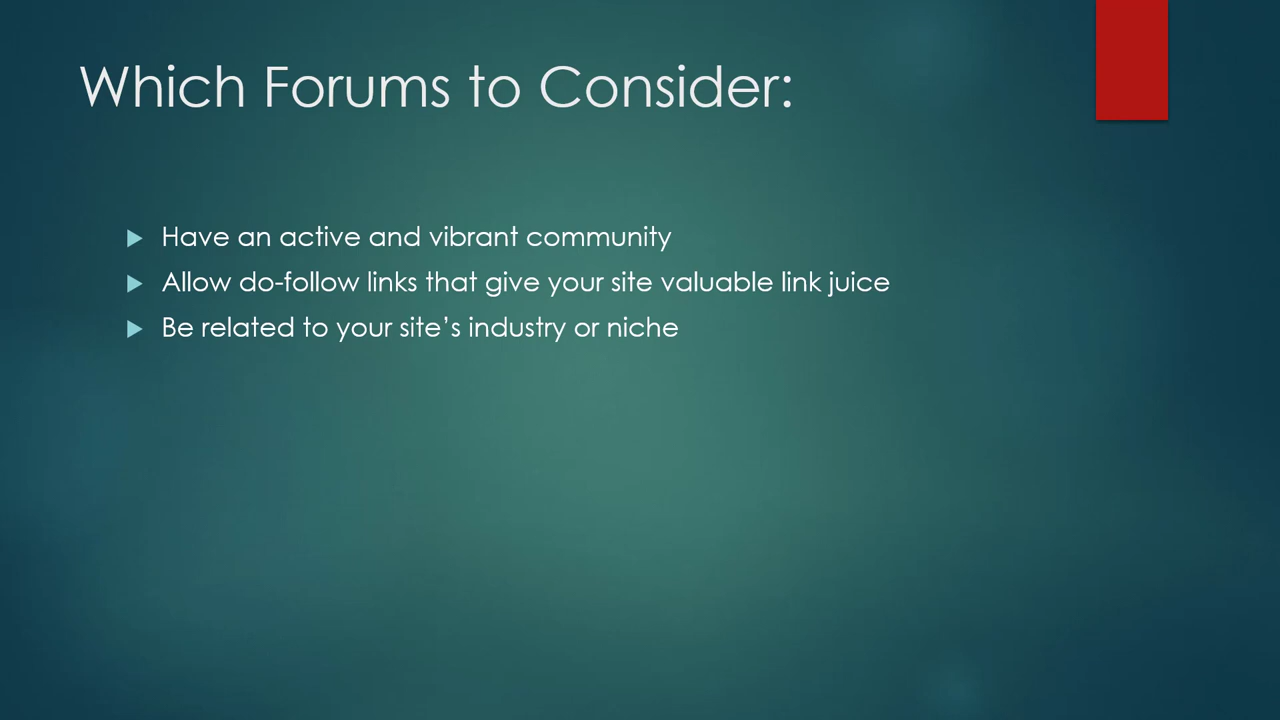 Which Forums to Consider:
Have an active and vibrant community
Allow do-follow links that give your site valuable link juice
Be related to your site’s industry or niche